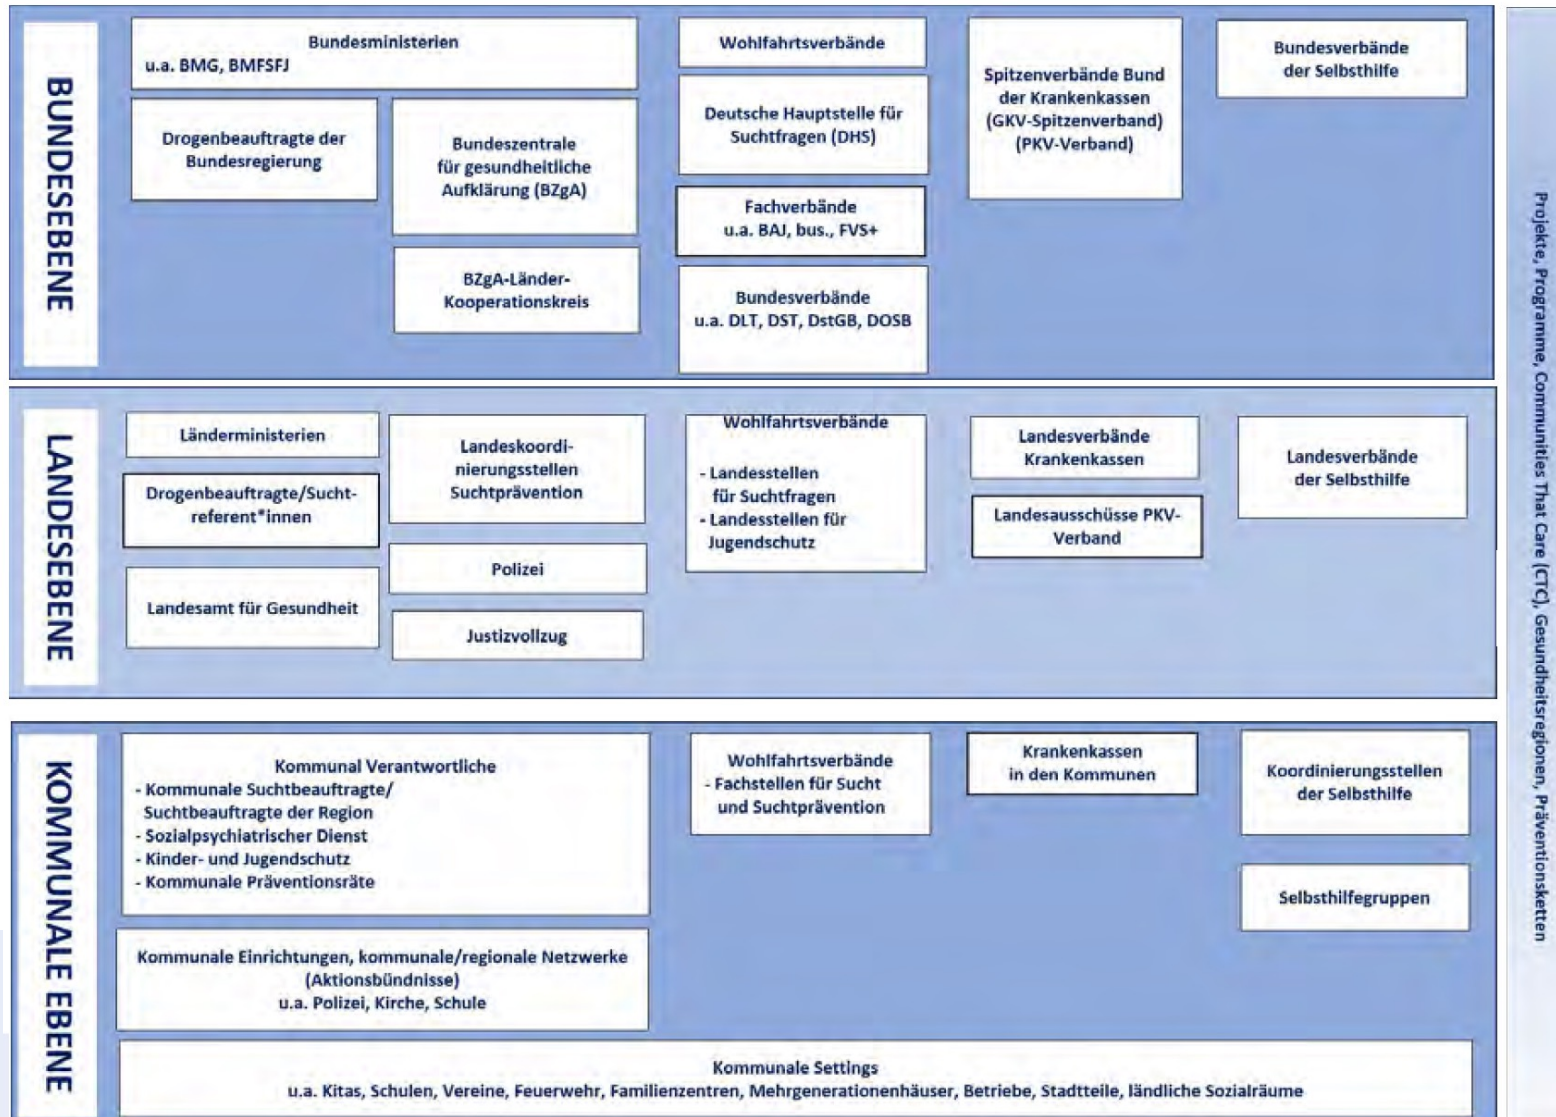 BUNDESEBENE
Bundesministerien
u.a. BMG, BMFSFJ
Drogenbeauftragte der
Bundesregierung
Bundeszentrale
für gesundheitliche
Aufklärung (BZgA)
BZgA-Länder-
Kooperationskreis
Wohlfahrtsverbände
Deutsche Hauptstelle für
Suchtfragen (DHS)
Fachverbände
u.a. BAJ, bus., FVS+
Bundesverbände
u.a. DLT, DST, DstGB, DOSB
Spitzenverbände Bund
der Krankenkassen
(GKV-Spitzenverband)
(PKV-Verband)
Bundesverbände
der Selbsthilfe
LANDESEBENE
Länderministerien
Drogenbeauftragte/Sucht-
referent*innen
Landesamt für Gesundheit
Landeskoordi-
nierungsstellen
Suchtprävention
Polizei
Justizvollzug
Wohlfahrtsverbände
- Landesstellen
für Suchtfragen
- Landesstellen für
Jugendschutz
Landesverbände
Krankenkassen
Landesausschüsse PKV-
Verband
Landesverbände
der Selbsthilfe
KOMMUNALE EBENE
Kommunal Verantwortliche
- Kommunale Suchtbeauftragte/
Suchtbeauftragte der Region
- Sozialpsychiatrischer Dienst
- Kinder- und Jugendschutz
- Kommunale Präventionsräte
Kommunale Einrichtungen, kommunale/regionale Netzwerke
(Aktionsbündnisse)
u.a. Polizei, Kirche, Schule
Wohlfahrtsverbände
- Fachstellen für Sucht
und Suchtprävention
Krankenkassen
in den Kommunen
Koordinierungsstellen
der Selbsthilfe
Selbsthilfegruppen
Kommunale Settings
u.a. Kitas, Schulen, Vereine, Feuerwehr, Familienzentren, Mehrgenerationenhäuser, Betriebe, Stadtteile, ländliche Sozialräume
Projekte, Programme, Communities That Care (CTC), Gesundheitsregionen, Präventionsketten